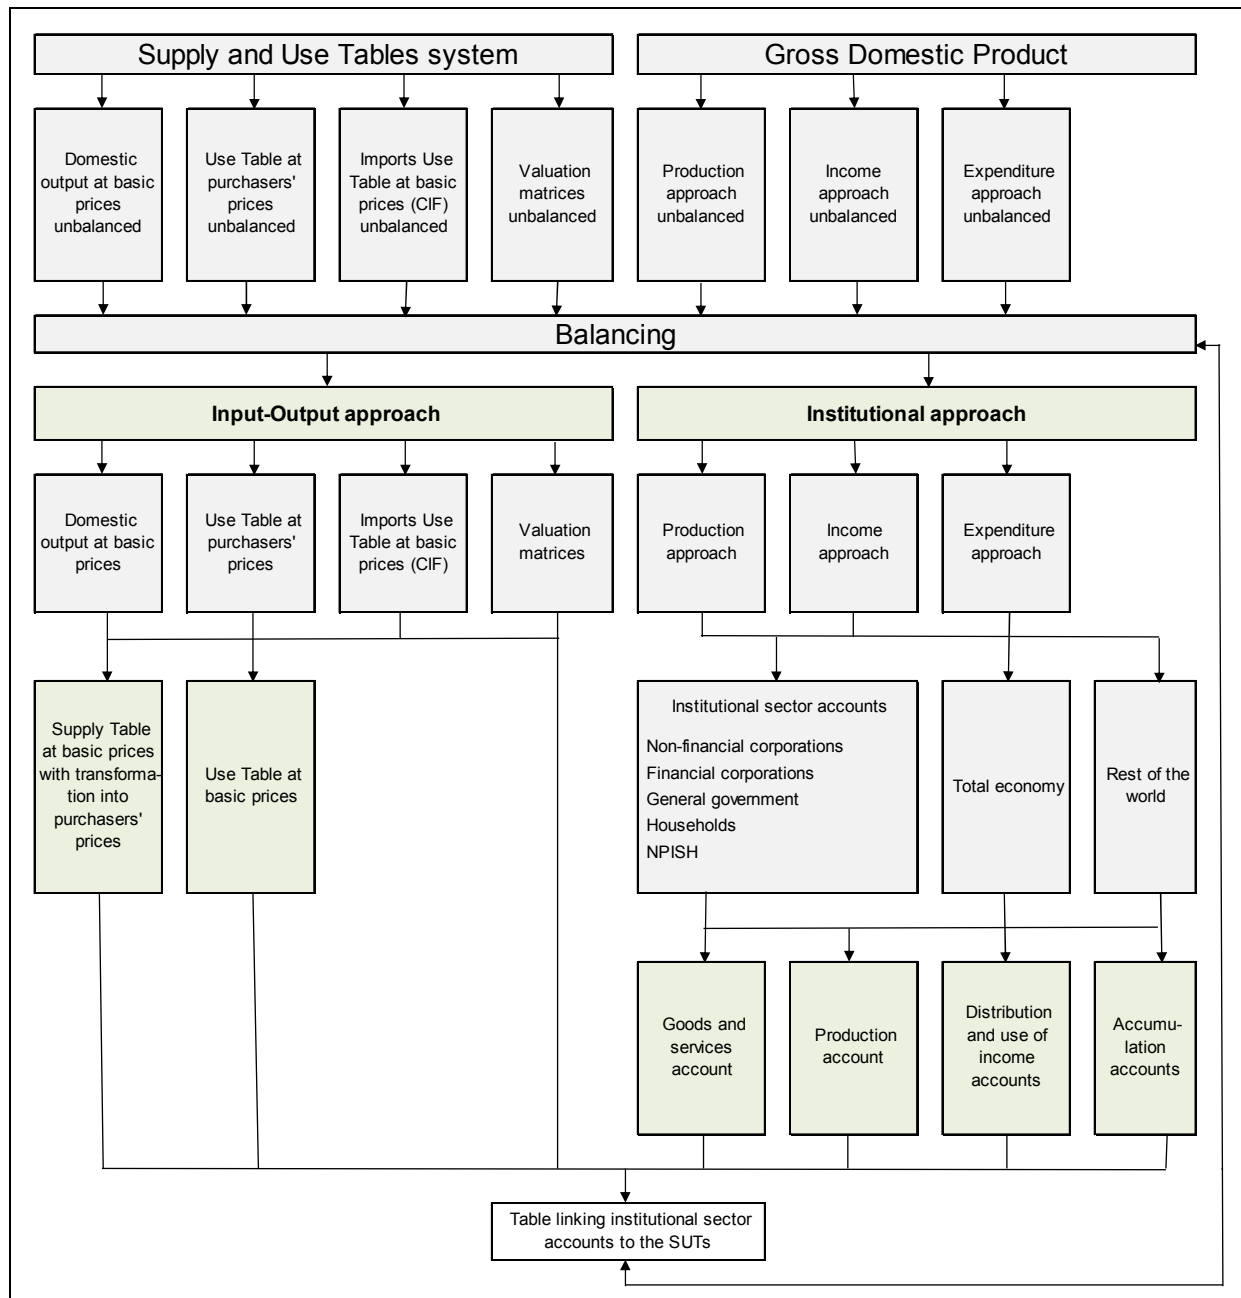 Supply and Use Tables system
Gross Domestic Product
Domestic
output at basic
prices
unbalanced
Use Table at
purchasers'
prices
unbalanced
Imports Use
Table at basic
prices (CIF)
unbalanced
Valuation
matrices
unbalanced
Production
approach
unbalanced
Income
approach
unbalanced
Expenditure
approach
unbalanced
Balancing
Input-Output approach
Institutional approach
Domestic
output at basic
prices
Use Table at
purchasers'
prices
Imports Use
Table at basic
prices (CIF)
Valuation
matrices
Production
approach
Income
approach
Expenditure
approach
Supply Table
at basic prices
with transforma-
tion into
purchasers'
prices
Use Table at
basic prices
Institutional sector accounts
Non-financial corporations
Financial corporations
General government
Households
NPISH
Total economy
Rest of the
world
Goods and
services
account
Production
account
Distribution
and use of
income
accounts
Accumu-
lation
accounts
Table linking institutional sector
accounts to the SUTs